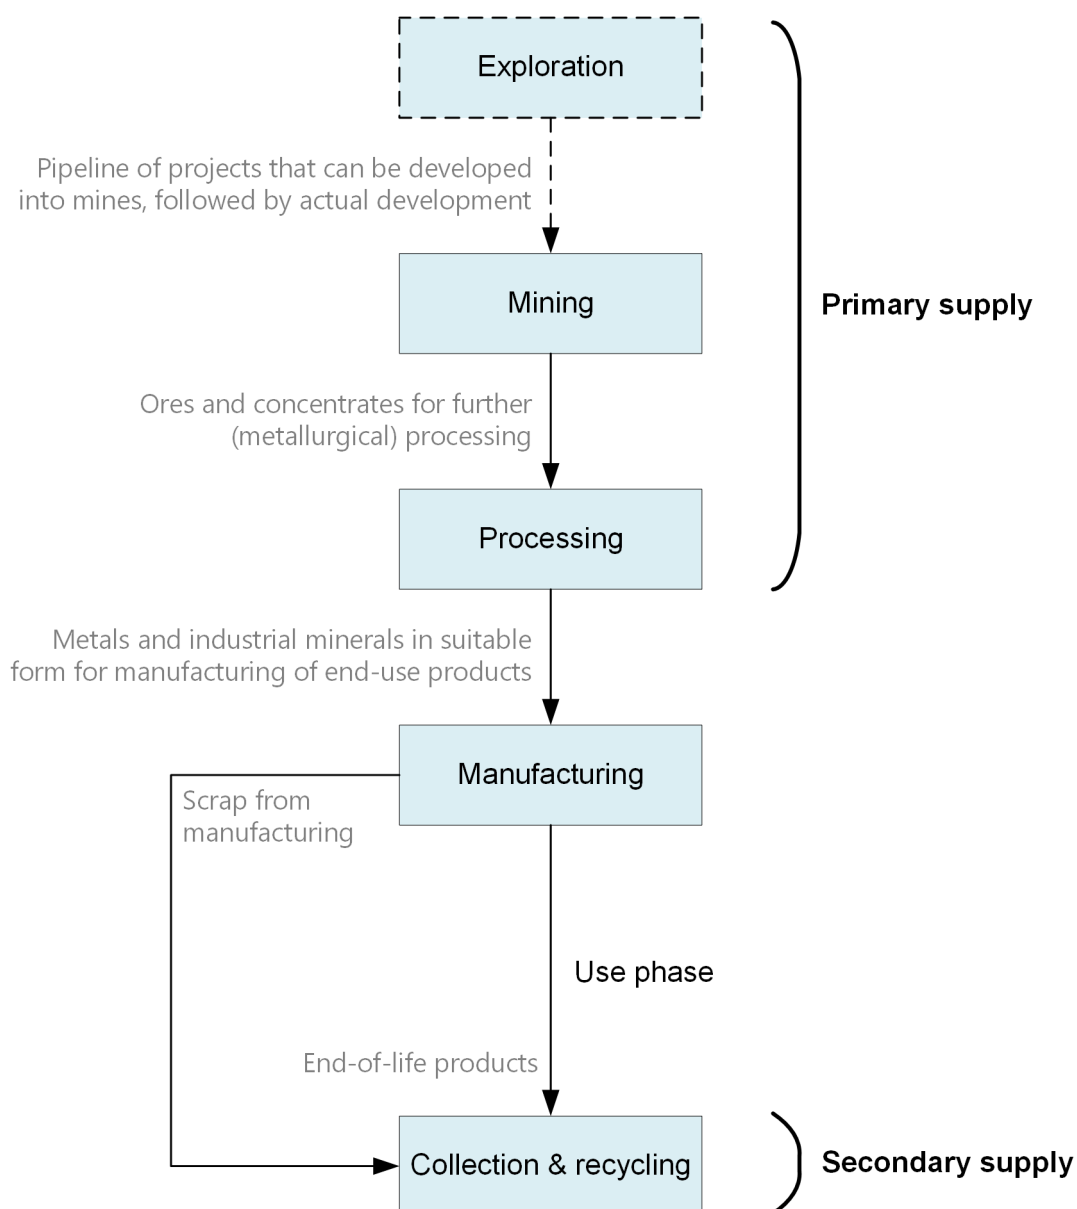 Exploration
Pipeline of projects that can be developed
into mines, followed by actual development
Mining
Primary supply
Ores and concentrates for further
(metallurgical) processing
Processing
Metals and industrial minerals in suitable
form for manufacturing of end-use products
Manufacturing
Scrap from
manufacturing
Use phase
End-of-life products
Collection & recycling
Secondary supply